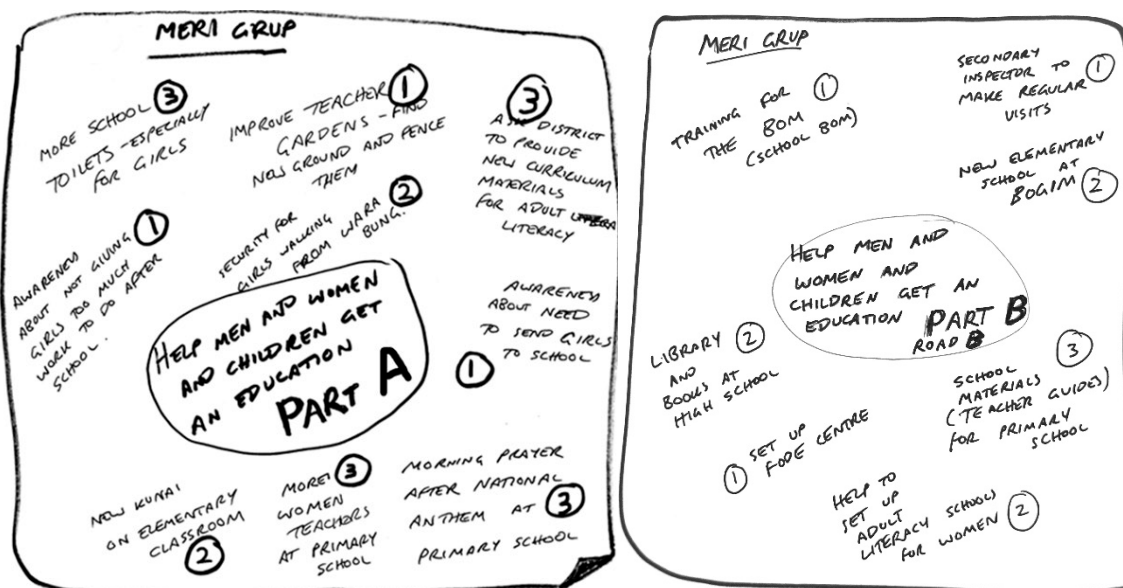 MERI GRUP
MORE SCHOOL 3
TOILETS - ESPECIALLY
FOR GIRLS
IMPROVE TEACHER 1
GARDENS - FIND
NEW GROUND AND FENCE
THEM
3
ASK DISTRICT
TO PROVIDE
NEW CURRICULUM
MATERIALS
FOR ADULT
LITERACY
AWARENESS 1
ABOUT NOT GIVING
GIRLS TOO MUCH
WORK TO DO AFTER
SCHOOL.
SECURITY FOR 2
GIRLS WALKING
FROM WARA
BUNG.
HELP MEN AND WOMEN
AND CHILDREN GET
AN EDUCATION
PART A
AWARENESS
ABOUT NEED
TO SEND GIRLS
TO SCHOOL
1
NEW KUNAI
ON ELEMENTARY
CLASSROOM
2
MORE 3
WOMEN
TEACHERS
AT PRIMARY
SCHOOL
MORNING PRAYER
AFTER NATIONAL
ANTHEM AT 3
PRIMARY SCHOOL
MERI GRUP
TRAINING FOR 1
THE BOM
(SCHOOL BOM)
SECONDARY
INSPECTOR TO 1
MAKE REGULAR
VISITS
NEW ELEMENTARY
SCHOOL AT
BOGIM 2
HELP MEN AND
WOMEN AND
CHILDREN GET AN
EDUCATION PART B
ROAD B
LIBRARY 2
AND
BOOKS AT
HIGH SCHOOL
3
SCHOOL
MATERIALS
(TEACHER GUIDES)
FOR PRIMARY
SCHOOL
1 SET UP
FODE CENTRE
HELP TO
SET UP
ADULT
LITERACY SCHOOL
FOR WOMEN 2